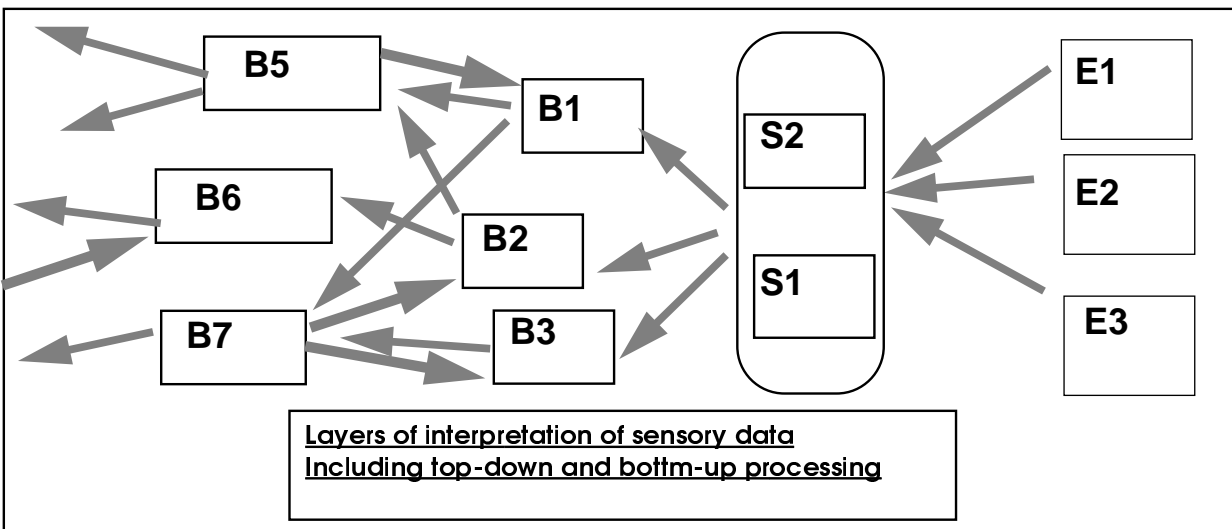 B5
B1
E1
S2
B6
E2
B2
S1
B7
B3
E3
Layers of interpretation of sensory data
Including top-down and bottm-up processing